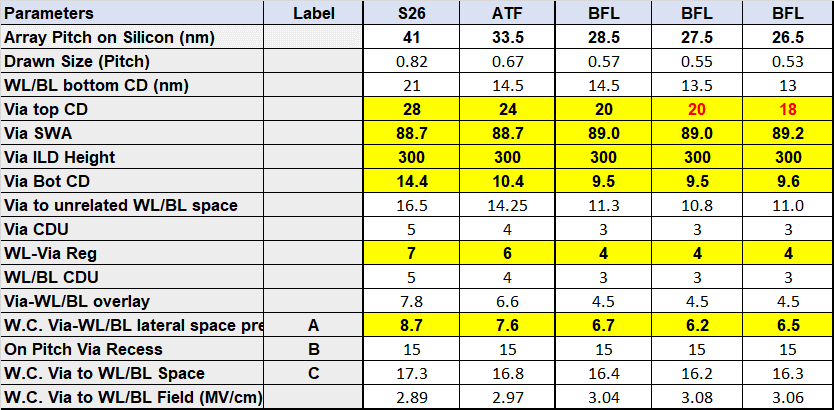 Parameters Label S26 ATF BFL BFL BFL
Array Pitch on Silicon (nm) 41 33.5 28.5 27.5 26.5
Drawn Size (Pitch) 0.82 0.67 0.57 0.55 0.53
WL/BL bottom CD (nm) 21 14.5 14.5 13.5 13
Via top CD 28 24 20 20 18
Via SWA 88.7 88.7 89.0 89.0 89.2
Via ILD Height 300 300 300 300 300
Via Bot CD 14.4 10.4 9.5 9.5 9.6
Via to unrelated WL/BL space 16.5 14.25 11.3 10.8 11.0
Via CDU 5 4 3 3 3
WL-Via Reg 7 6 4 4 4
WL/BL CDU 5 4 3 3 3
Via-WL/BL overlay 7.8 6.6 4.5 4.5 4.5
W.C. Via-WL/BL lateral space pre A 8.7 7.6 6.7 6.2 6.5
On Pitch Via Recess B 15 15 15 15 15
W.C. Via to WL/BL Space C 17.3 16.8 16.4 16.2 16.3
W.C. Via to WL/BL Field (MV/cm) 2.89 2.97 3.04 3.08 3.06